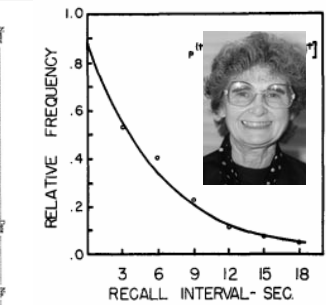 1.0
.8
.6
.4
.2
.0
RELATIVE FREQUENCY
3 6 9 12 15 18
RECALL INTERVAL- SEC.
P